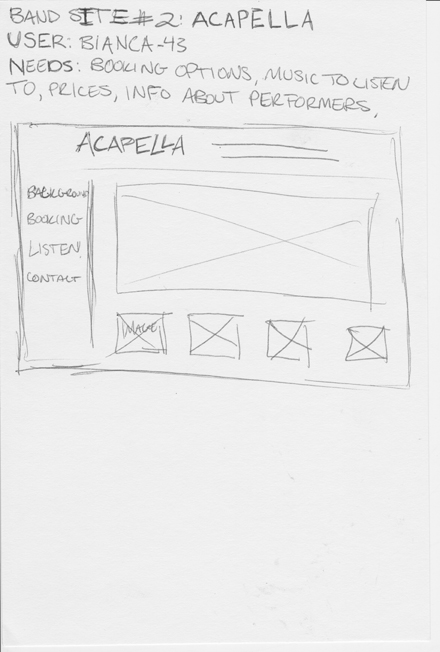 BAND SITE #2: ACAPELLA
USER: BIANCA-43
NEEDS: BOOKING OPTIONS, MUSIC TO LISTEN
TO, PRICES, INFO ABOUT PERFORMERS,
ACAPELLA
BACKGROUND
BOOKING
LISTEN
CONTACT
IMAGE